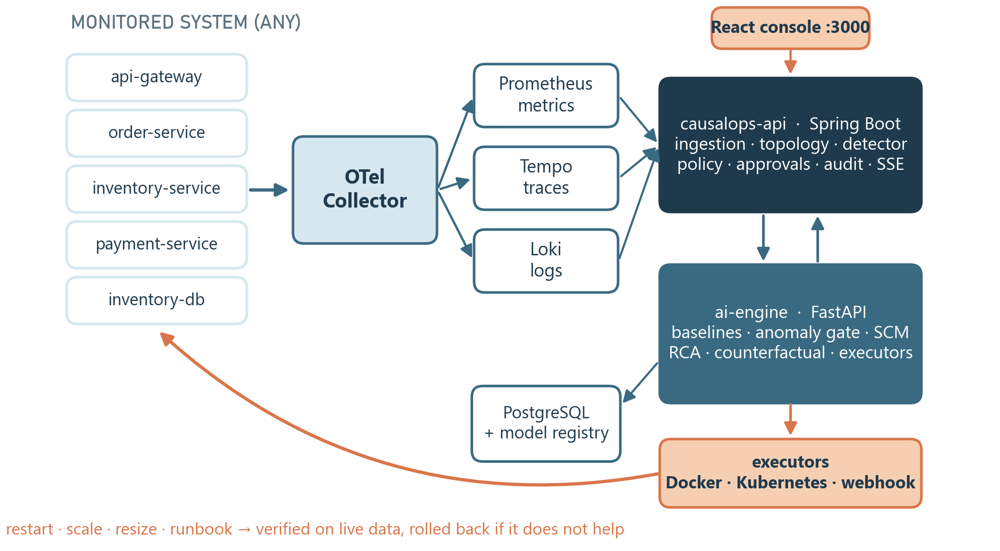 MONITORED SYSTEM (ANY)
api-gateway
order-service
inventory-service
payment-service
inventory-db
OTel
Collector
Prometheus
metrics
Tempo
traces
Loki
logs
React console :3000
causalops-api · Spring Boot
ingestion · topology · detector
policy · approvals · audit · SSE
ai-engine · FastAPI
baselines · anomaly gate · SCM
RCA · counterfactual · executors
PostgreSQL
+ model registry
executors
Docker · Kubernetes · webhook
restart · scale · resize · runbook → verified on live data, rolled back if it does not help